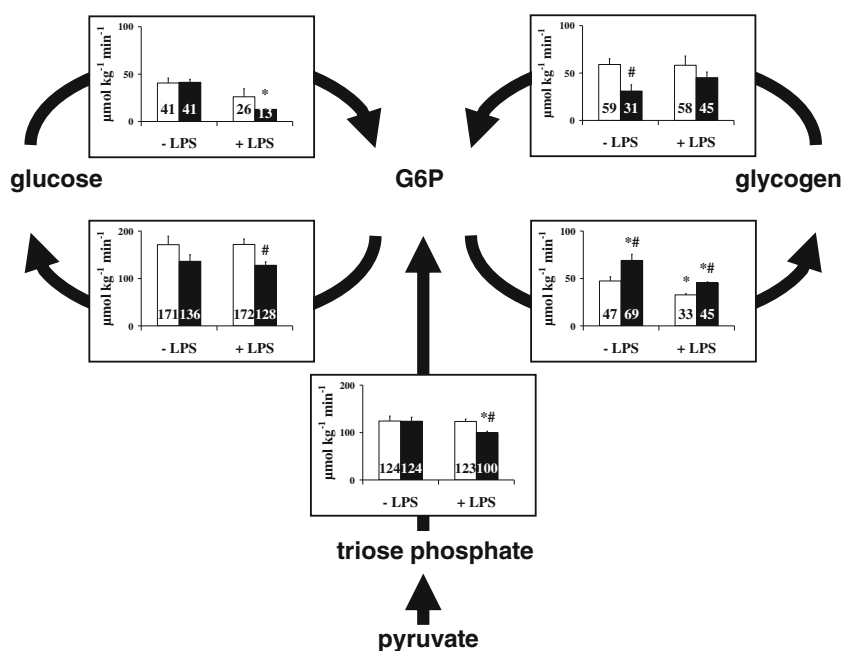 100
50
0
µmol kg-1 min-1
41 41 26 13
*
- LPS + LPS
100
50
0
µmol kg-1 min-1
59 31 58 45
#
- LPS + LPS
glucose G6P glycogen
200
100
0
µmol kg-1 min-1
171 136 172 128
#
- LPS + LPS
100
50
0
µmol kg-1 min-1
*# * *#
47 69 33 45
- LPS + LPS
200
100
0
µmol kg-1 min-1
*#
124 124 123 100
- LPS + LPS
triose phosphate
pyruvate